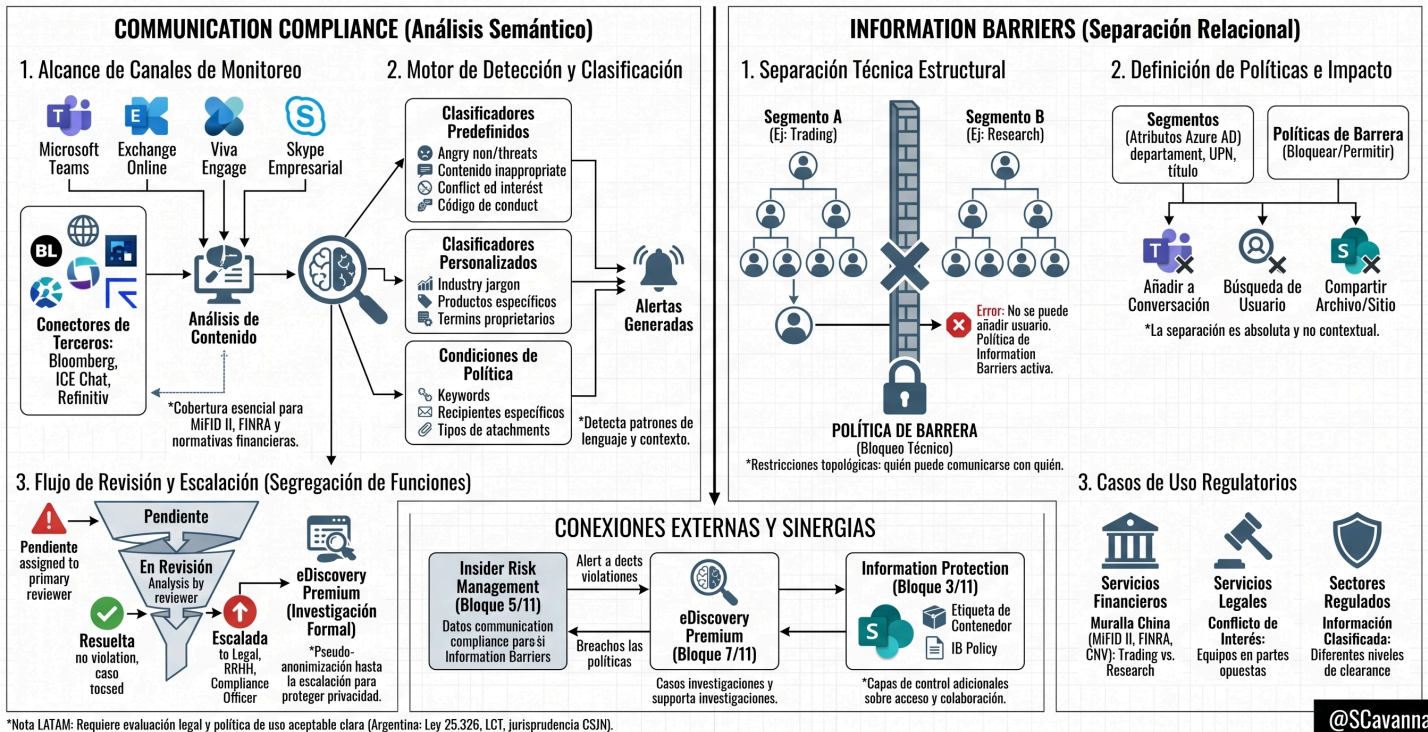 COMMUNICATION COMPLIANCE (Análisis Semántico)
1. Alcance de Canales de Monitoreo
Microsoft
Teams
Exchange
Online
Viva
Engage
Skype
Empresarial
BL
Conectores de
Terceros:
Bloomberg,
ICE Chat,
Refinitiv
Análisis de
Contenido
*Cobertura esencial para
MiFID II, FINRA y
normativas financieras.
2. Motor de Detección y Clasificación
Clasificadores
Predefinidos
Angry non/threats
Contenido inappropriate
Conflict ed interést
Código de conduct
Clasificadores
Personalizados
Industry jargon
Productos específicos
Termins proprietarios
Condiciones de
Política
Keywords
Recipientes específicos
Tipos de atachments
Alertas
Generadas
*Detecta patrones de
lenguaje y contexto.
3. Flujo de Revisión y Escalación (Segregación de Funciones)
Pendiente
assigned to
primary
reviewer
Pendiente
En Revisión
Analysis by
reviewer
Resuelta
no violation,
caso
tocsed
Escalada
to Legal,
RRHH,
Compliance
Officer
eDiscovery
Premium
(Investigación
Formal)
*Pseudo-
anonimización hasta
la escalación para
proteger privacidad.
INFORMATION BARRIERS (Separación Relacional)
1. Separación Técnica Estructural
Segmento A
(Ej: Trading)
Segmento B
(Ej: Research)
Error: No se puede
añadir usuario.
Política de
Information
Barriers activa.
POLÍTICA DE BARRERA
(Bloqueo Técnico)
*Restricciones topológicas: quién puede comunicarse con quién.
2. Definición de Políticas e Impacto
Segmentos
(Atributos Azure AD)
departament, UPN,
título
Políticas de Barrera
(Bloquear/Permitir)
Añadir a
Conversación
Búsqueda de
Usuario
Compartir
Archivo/Sitio
*La separación es absoluta y no contextual.
3. Casos de Uso Regulatorios
Servicios
Financieros
Muralla China
(MiFID II, FINRA,
CNV): Trading vs.
Research
Servicios
Legales
Conflicto de
Interés:
Equipos en partes
opuestas
Sectores
Regulados
Información
Clasificada:
Diferentes niveles
de clearance
CONEXIONES EXTERNAS Y SINERGIAS
Insider Risk
Management
(Bloque 5/11)
Datos communication
compliance pars si
Information Barriers
Alert a dects
violationes
Breachos las
políticas
eDiscovery
Premium
(Bloque 7/11)
Casos investigaciones y
supporta investigaciones.
Information Protection
(Bloque 3/11)
S
Etiqueta de
Contenedor
IB Policy
*Capas de control adicionales
sobre acceso y colaboración.
*Nota LATAM: Requiere evaluación legal y política de uso aceptable clara (Argentina: Ley 25.326, LCT, jurisprudencia CSJN).
@SCavanna